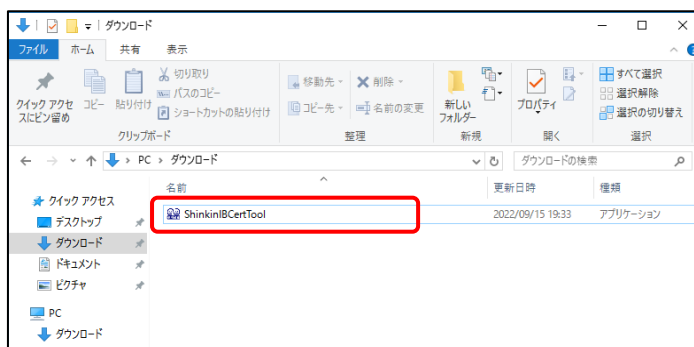 ダウンロード
ファイル ホーム 共有 表示
クイック アクセスにピン留め
コピー
貼り付け
切り取り
パスのコピー
ショートカットの貼り付け
クリップボード
移動先
コピー先
削除
名前の変更
整理
新しい
フォルダー
新規
プロパティ
開く
すべて選択
選択解除
選択の切り替え
選択
PC > ダウンロード
ダウンロードの検索
名前 更新日時 種類
ShinkinIBCertTool 2022/09/15 19:33 アプリケーション
クイック アクセス
デスクトップ
ダウンロード
ドキュメント
ピクチャ
PC
ダウンロード